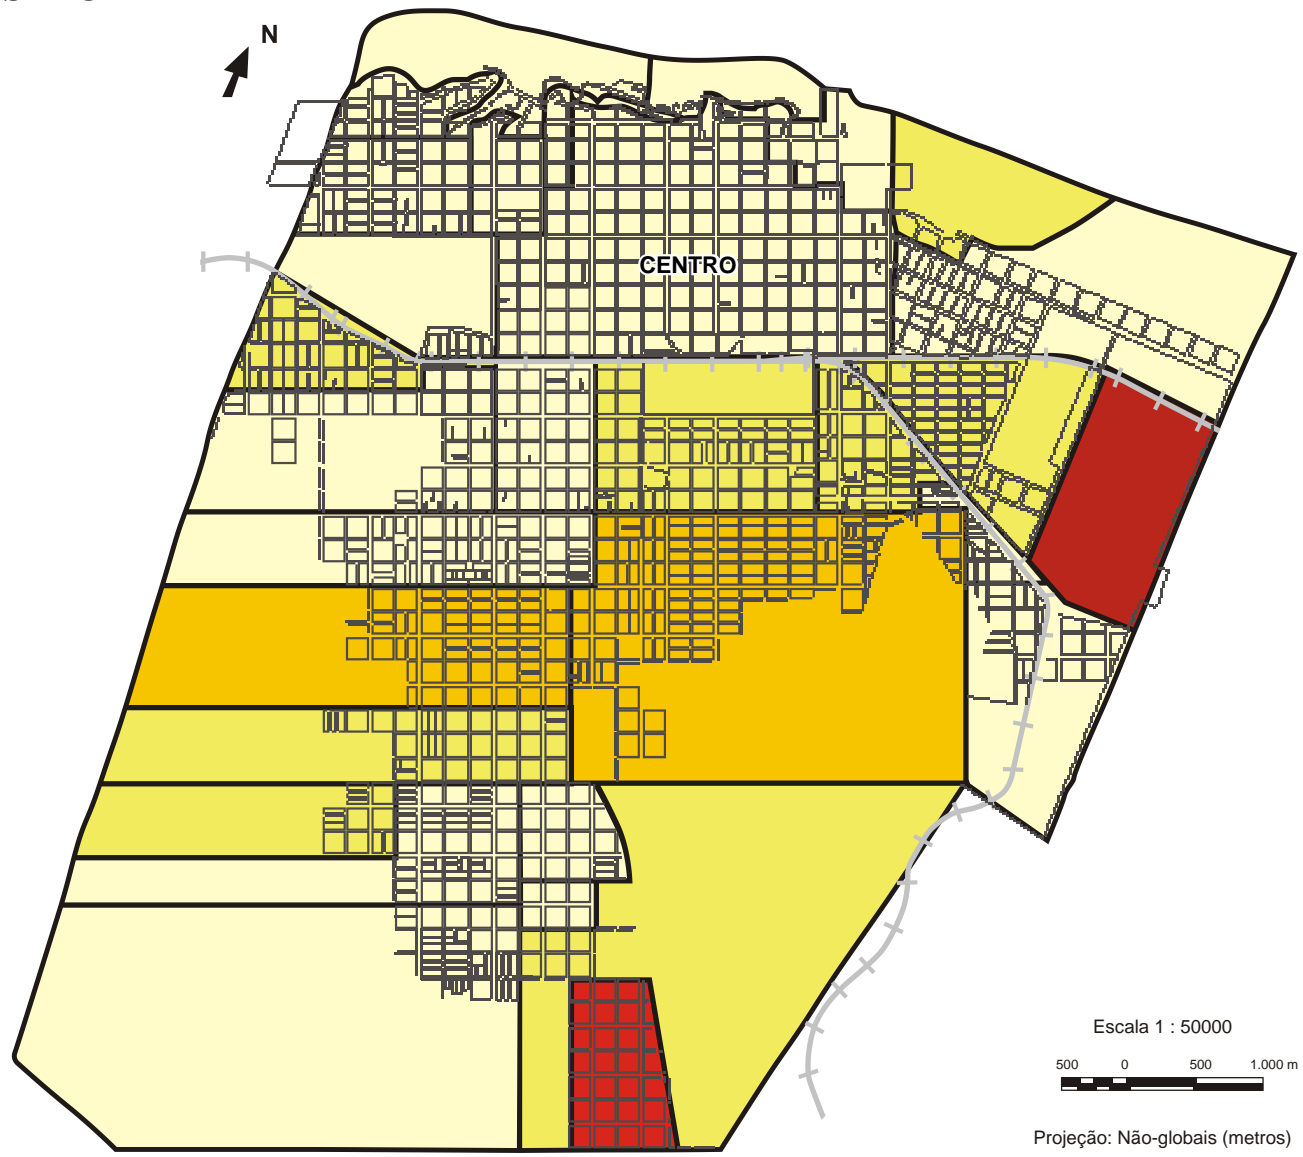 N
CENTRO
Escala 1 : 50000
500 0 500 1.000 m
Projeção: Não-globais (metros)